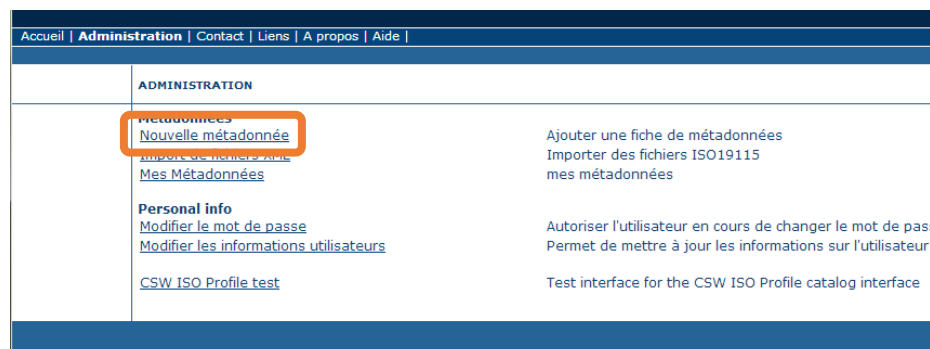 Accueil | Administration | Contact | Liens | A propos | Aide |
ADMINISTRATION
Métadonnées
Nouvelle métadonnée Ajouter une fiche de métadonnées
Import de fichiers XML Importer des fichiers ISO19115
Mes Métadonnées mes métadonnées
Personal info
Modifier le mot de passe Autoriser l'utilisateur en cours de changer le mot de pas
Modifier les informations utilisateurs Permet de mettre à jour les informations sur l'utilisateur
CSW ISO Profile test Test interface for the CSW ISO Profile catalog interface